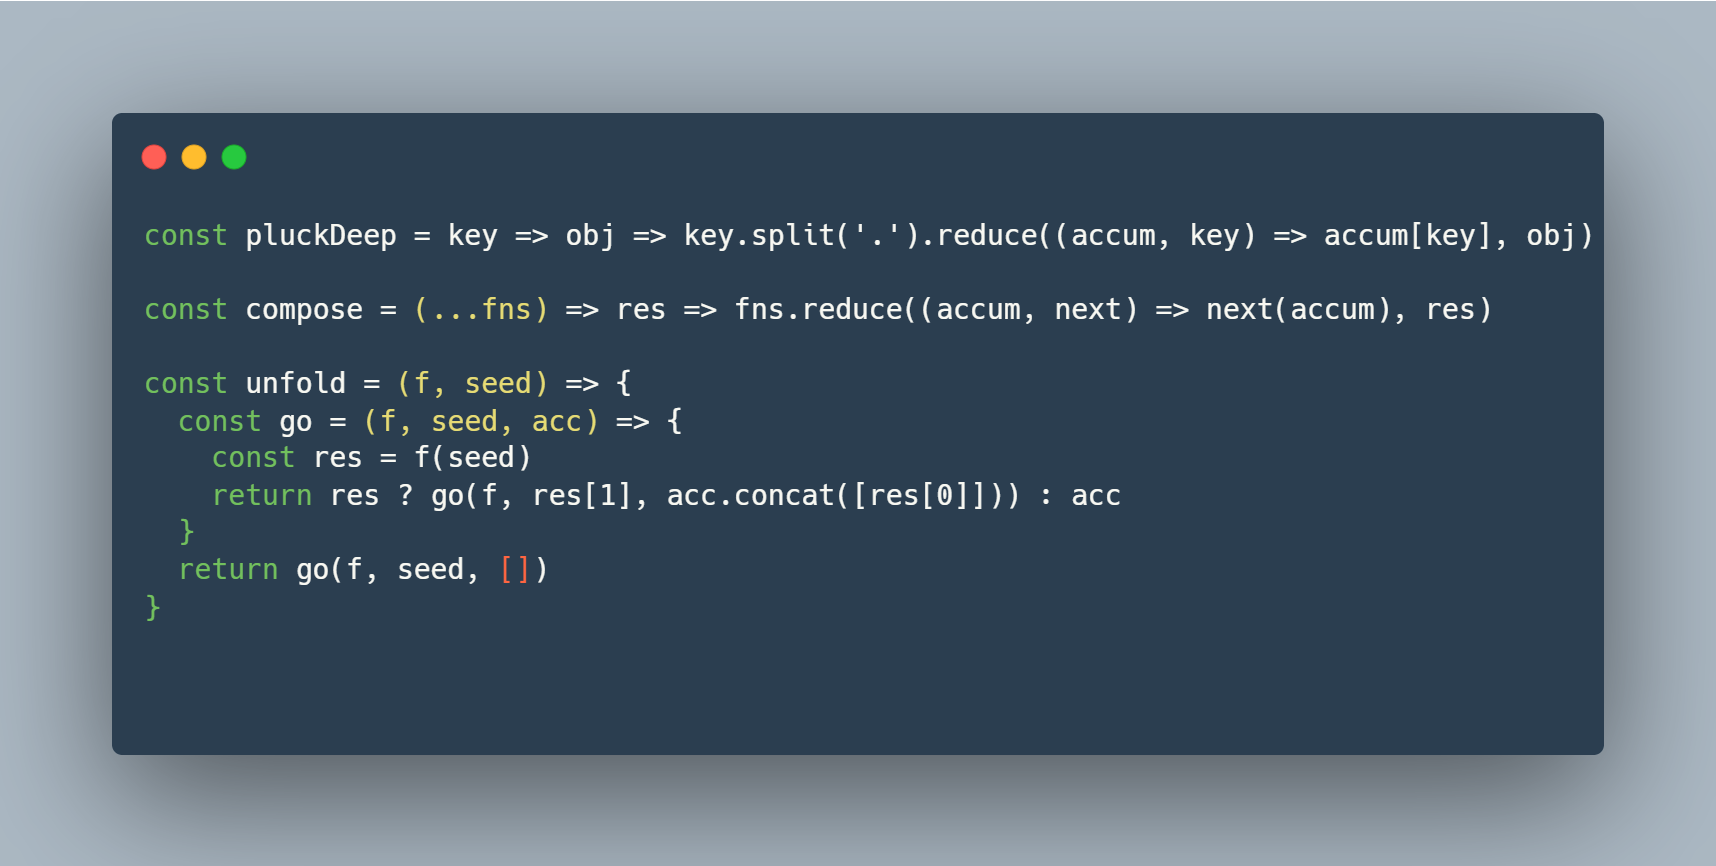 const pluckDeep = key => obj => key.split('.').reduce((accum, key) => accum[key], obj)
const compose = (...fns) => res => fns.reduce((accum, next) => next(accum), res)
const unfold = (f, seed) => {
  const go = (f, seed, acc) => {
    const res = f(seed)
    return res ? go(f, res[1], acc.concat([res[0]])) : acc
  }
  return go(f, seed, [])
}